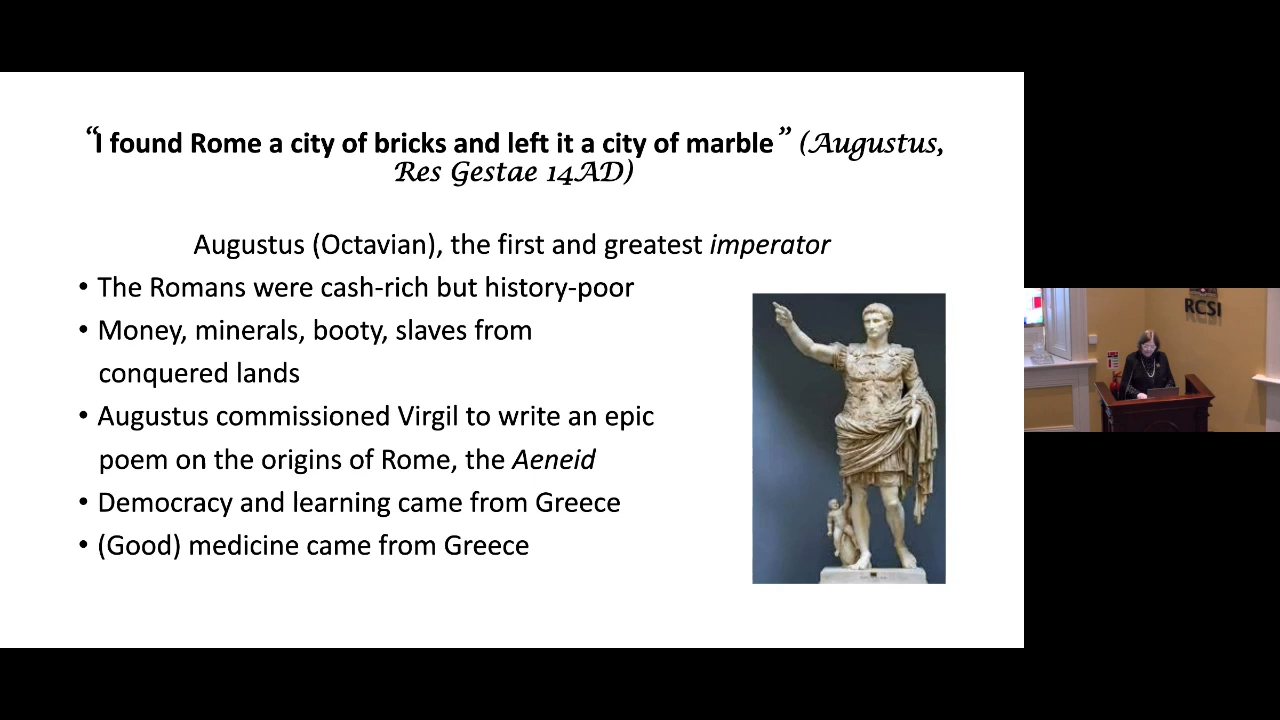 “I found Rome a city of bricks and left it a city of marble” (Augustus,
Res Gestae 14AD)
Augustus (Octavian), the first and greatest imperator
• The Romans were cash-rich but history-poor
• Money, minerals, booty, slaves from
conquered lands
• Augustus commissioned Virgil to write an epic
poem on the origins of Rome, the Aeneid
• Democracy and learning came from Greece
• (Good) medicine came from Greece
RCSI